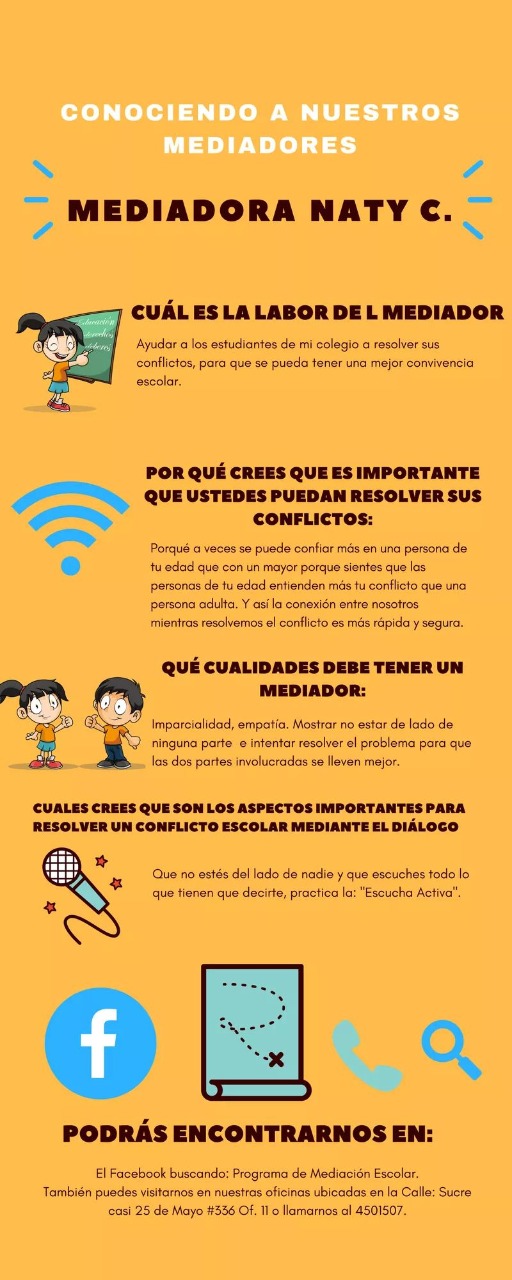 CONOCIENDO A NUESTROS
MEDIADORES
MEDIADORA NATY C.
CUÁL ES LA LABOR DE L MEDIADOR
Educación
derechos
deberes
Ayudar a los estudiantes de mi colegio a resolver sus
conflictos, para que se pueda tener una mejor convivencia
escolar.
POR QUÉ CREES QUE ES IMPORTANTE
QUE USTEDES PUEDAN RESOLVER SUS
CONFLICTOS:
Porqué a veces se puede confiar más en una persona de
tu edad que con un mayor porque sientes que las
personas de tu edad entienden más tu conflicto que una
persona adulta. Y así la conexión entre nosotros
mientras resolvemos el conflicto es más rápida y segura.
QUÉ CUALIDADES DEBE TENER UN
MEDIADOR:
Imparcialidad, empatía. Mostrar no estar de lado de
ninguna parte e intentar resolver el problema para que
las dos partes involucradas se lleven mejor.
CUALES CREES QUE SON LOS ASPECTOS IMPORTANTES PARA
RESOLVER UN CONFLICTO ESCOLAR MEDIANTE EL DIÁLOGO
Que no estés del lado de nadie y que escuches todo lo
que tienen que decirte, practica la: "Escucha Activa".
f
PODRÁS ENCONTRARNOS EN:
El Facebook buscando: Programa de Mediación Escolar.
También puedes visitarnos en nuestras oficinas ubicadas en la Calle: Sucre
casi 25 de Mayo #336 Of. 11 o llamarnos al 4501507.